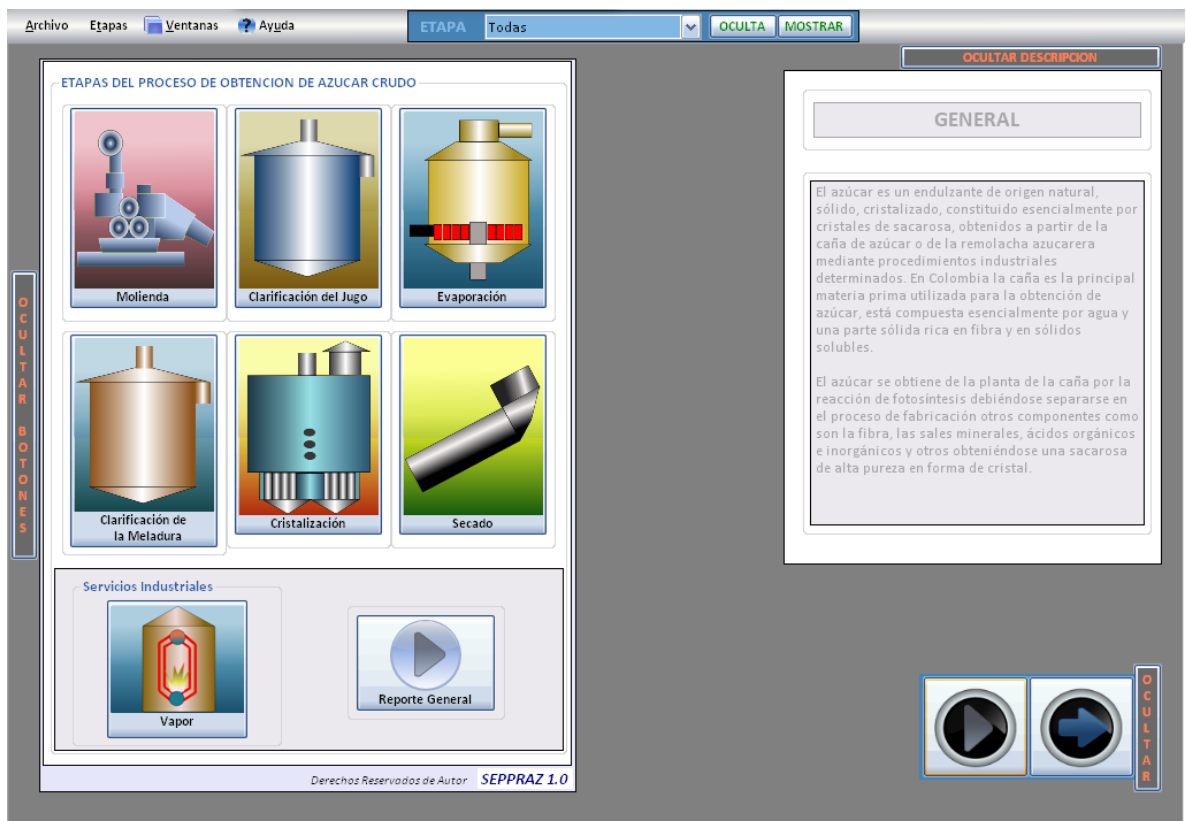 Archivo Etapas Ventanas Ayuda
ETAPA Todas OCULTA MOSTRAR
OCULTAR DESCRIPCION
ETAPAS DEL PROCESO DE OBTENCION DE AZUCAR CRUDO
Molienda
Clarificación del Jugo
Evaporación
Clarificación de
la Meladura
Cristalización
Secado
Servicios Industriales
Vapor
Reporte General
Derechos Reservados de Autor SEPPRAZ 1.0
OCULTAR BOTONES
GENERAL
El azúcar es un endulzante de origen natural,
sólido, cristalizado, constituido esencialmente por
cristales de sacarosa, obtenidos a partir de la
caña de azúcar o de la remolacha azucarera
mediante procedimientos industriales
determinados. En Colombia la caña es la principal
materia prima utilizada para la obtención de
azúcar, está compuesta esencialmente por agua y
una parte sólida rica en fibra y en sólidos
solubles.
El azúcar se obtiene de la planta de la caña por la
reacción de fotosíntesis debiéndose separarse en
el proceso de fabricación otros componentes como
son la fibra, las sales minerales, ácidos orgánicos
e inorgánicos y otros obteniéndose una sacarosa
de alta pureza en forma de cristal.
OCULTAR